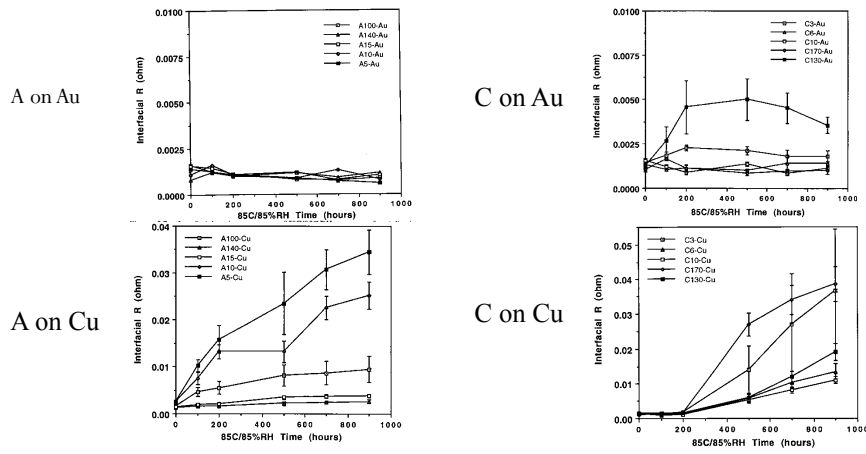 A on Au
Interfacial R (ohm)
0.0100
0.0075
0.0050
0.0025
0.0000
A100-Au
A140-Au
A15-Au
A10-Au
A5-Au
0 200 400 600 800 1000
85C/85%RH Time (hours)
C on Au
Interfacial R (ohm)
0.0100
0.0075
0.0050
0.0025
0.0000
C3-Au
C6-Au
C10-Au
C170-Au
C130-Au
0 200 400 600 800 1000
85C/85%RH Time (hours)
A on Cu
Interfacial R (ohm)
0.04
0.03
0.02
0.01
0.00
A100-Cu
A140-Cu
A15-Cu
A10-Cu
A5-Cu
0 200 400 600 800 1000
85C/85%RH Time (hours)
C on Cu
Interfacial R (ohm)
0.05
0.04
0.03
0.02
0.01
0.00
C3-Cu
C6-Cu
C10-Cu
C170-Cu
C130-Cu
0 200 400 600 800 1000
85C/85%RH Time (hours)